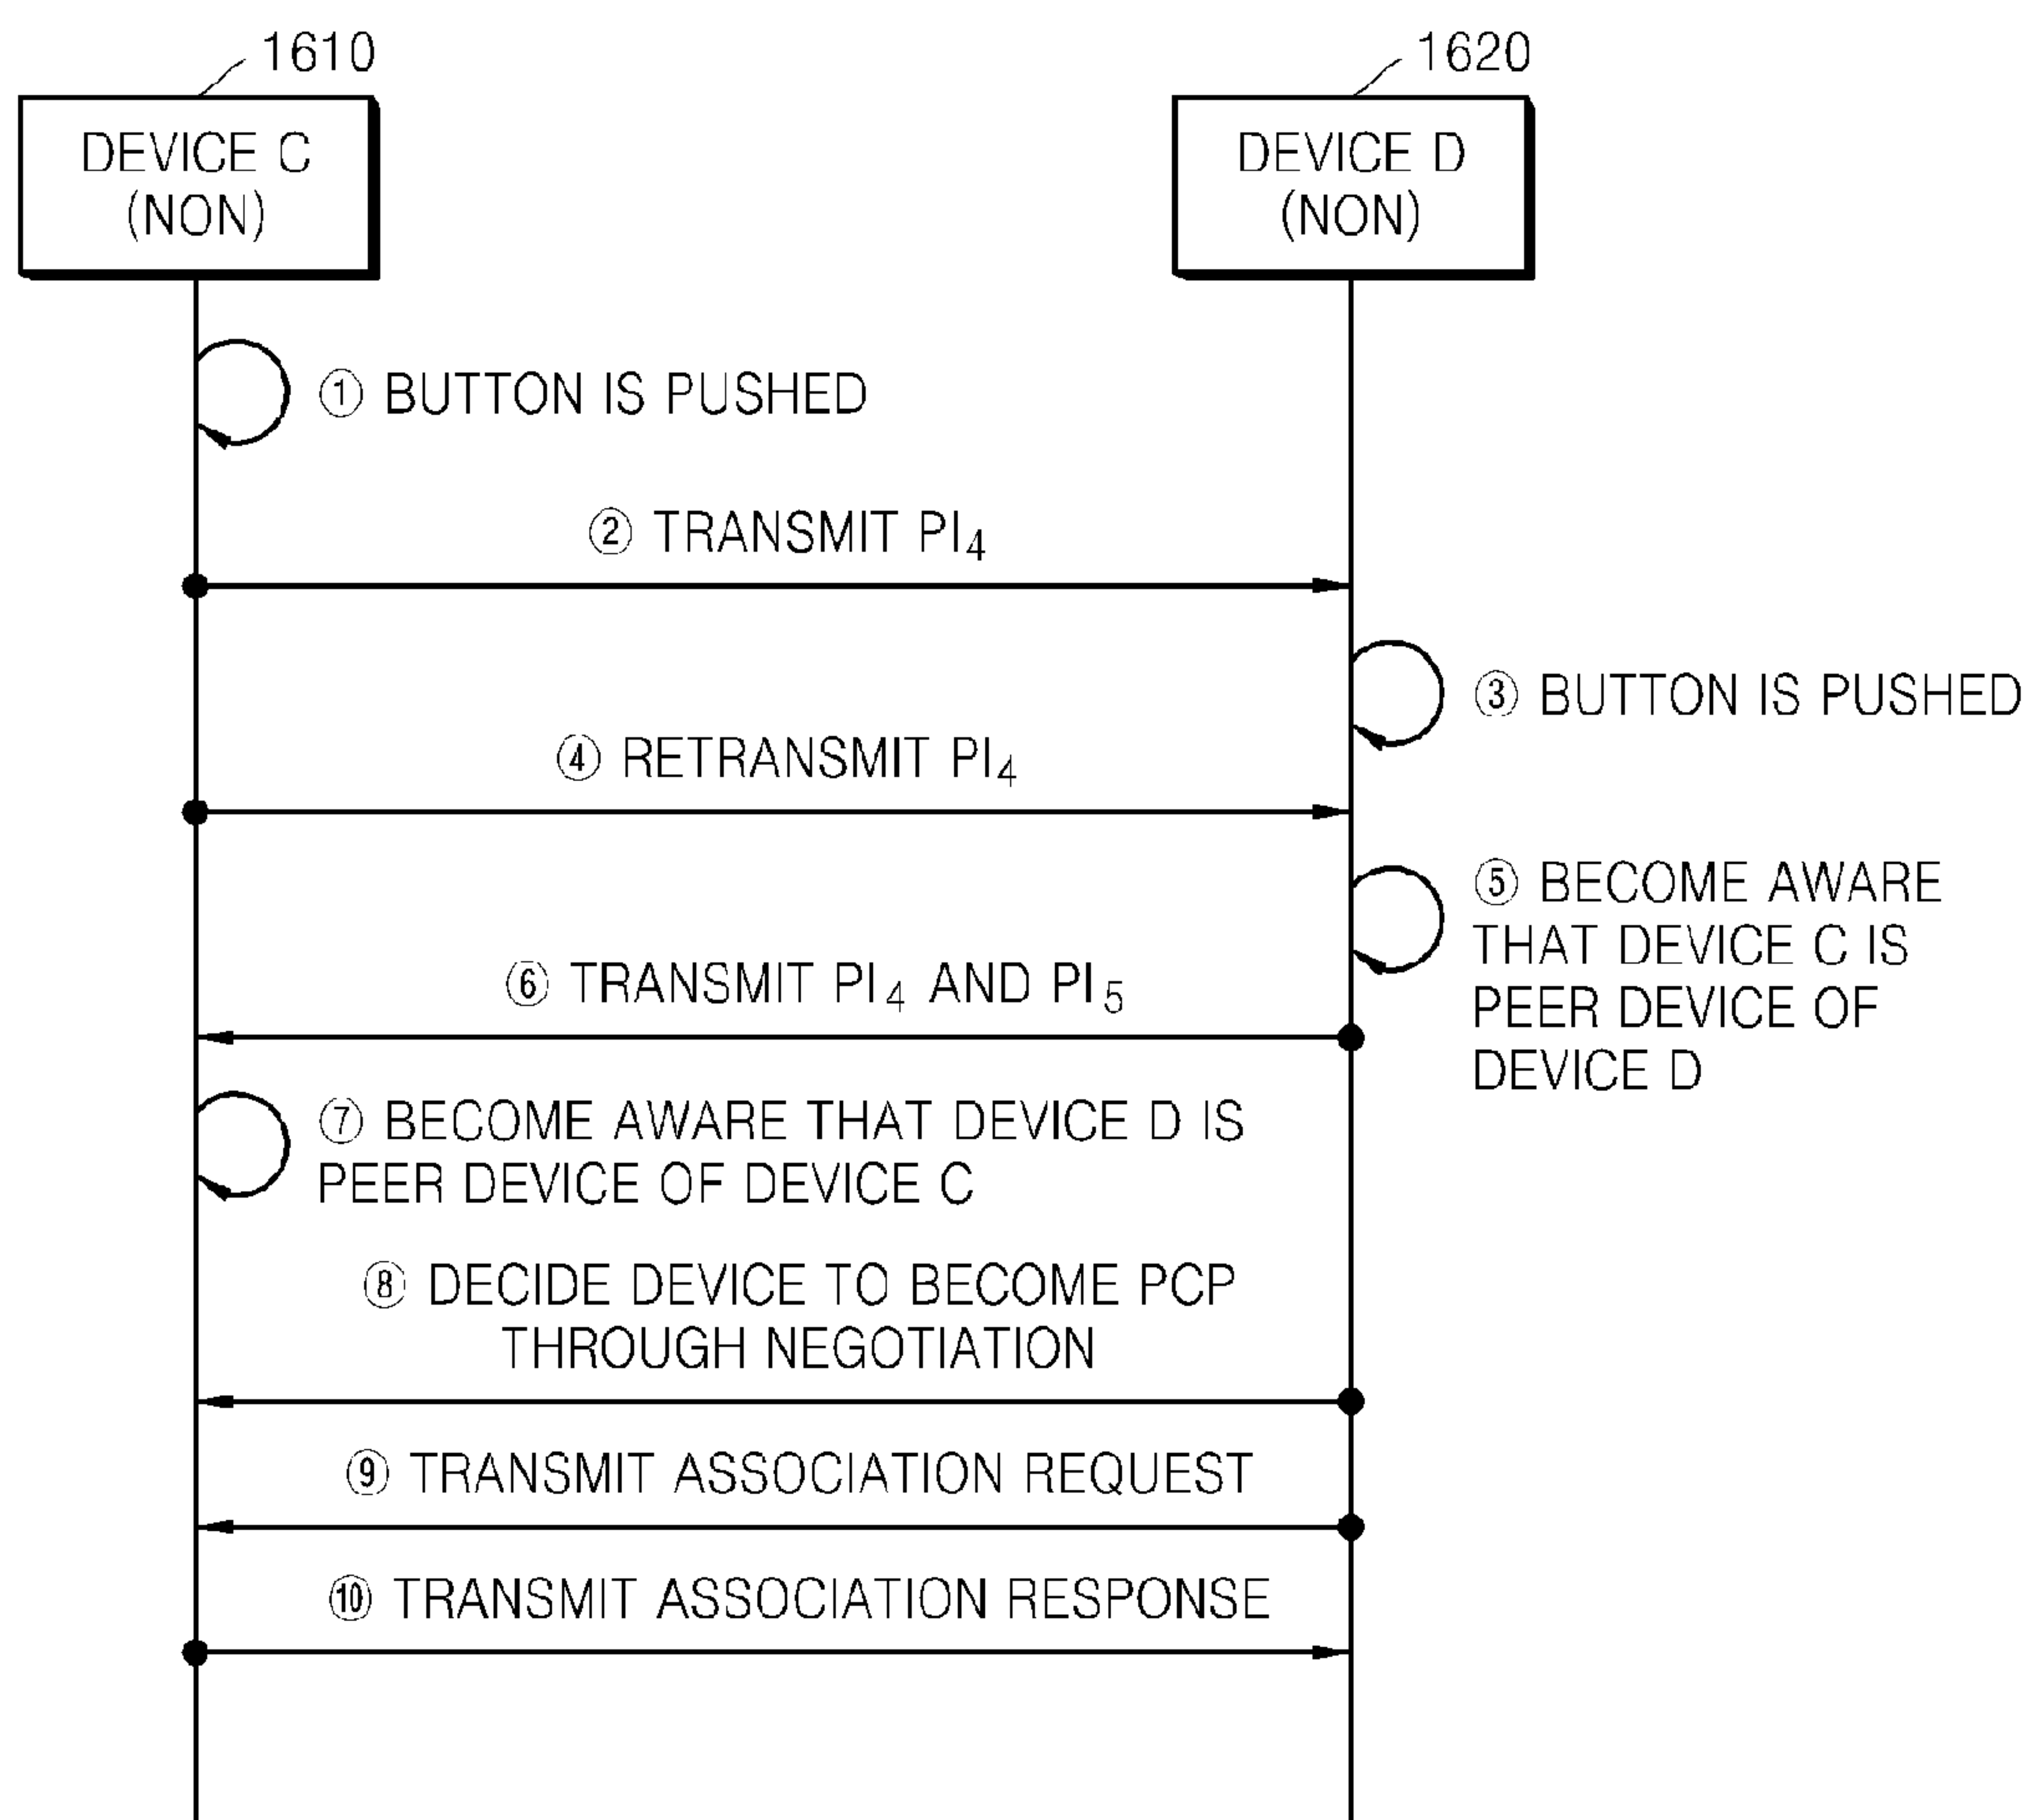 1610
1620
DEVICE C
(NON)
DEVICE D
(NON)
① BUTTON IS PUSHED
② TRANSMIT PI₄
③ BUTTON IS PUSHED
④ RETRANSMIT PI₄
⑤ BECOME AWARE
THAT DEVICE C IS
PEER DEVICE OF
DEVICE D
⑥ TRANSMIT PI₄ AND PI₅
⑦ BECOME AWARE THAT DEVICE D IS
PEER DEVICE OF DEVICE C
⑧ DECIDE DEVICE TO BECOME PCP
THROUGH NEGOTIATION
⑨ TRANSMIT ASSOCIATION REQUEST
⑩ TRANSMIT ASSOCIATION RESPONSE